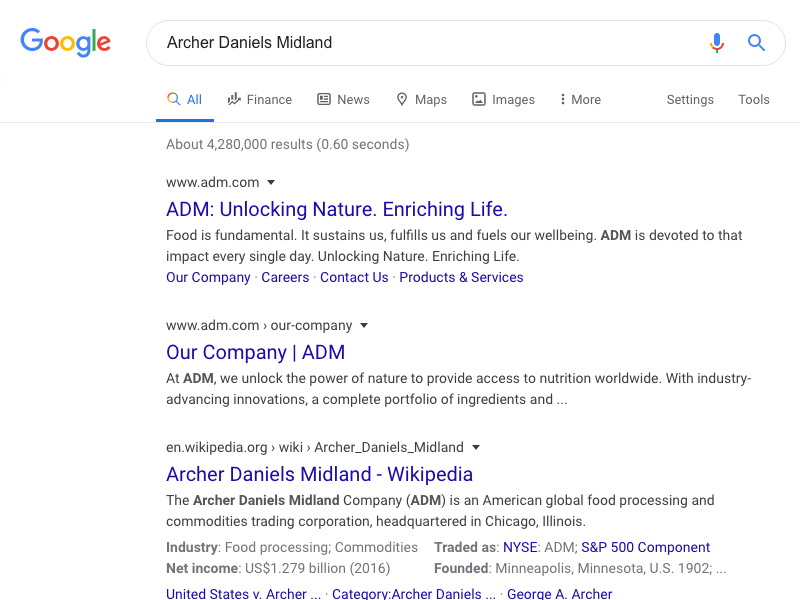 Google
Archer Daniels Midland
All Finance News Maps Images More Settings Tools
About 4,280,000 results (0.60 seconds)
www.adm.com
ADM: Unlocking Nature. Enriching Life.
Food is fundamental. It sustains us, fulfills us and fuels our wellbeing. ADM is devoted to that
impact every single day. Unlocking Nature. Enriching Life.
Our Company · Careers · Contact Us · Products & Services
www.adm.com › our-company
Our Company | ADM
At ADM, we unlock the power of nature to provide access to nutrition worldwide. With industry-
advancing innovations, a complete portfolio of ingredients and ...
en.wikipedia.org › wiki › Archer_Daniels_Midland
Archer Daniels Midland - Wikipedia
The Archer Daniels Midland Company (ADM) is an American global food processing and
commodities trading corporation, headquartered in Chicago, Illinois.
Industry: Food processing; Commodities Traded as: NYSE: ADM; S&P 500 Component
Net income: US$1.279 billion (2016) Founded: Minneapolis, Minnesota, U.S. 1902; ...
United States v. Archer ... · Category:Archer Daniels ... · George A. Archer